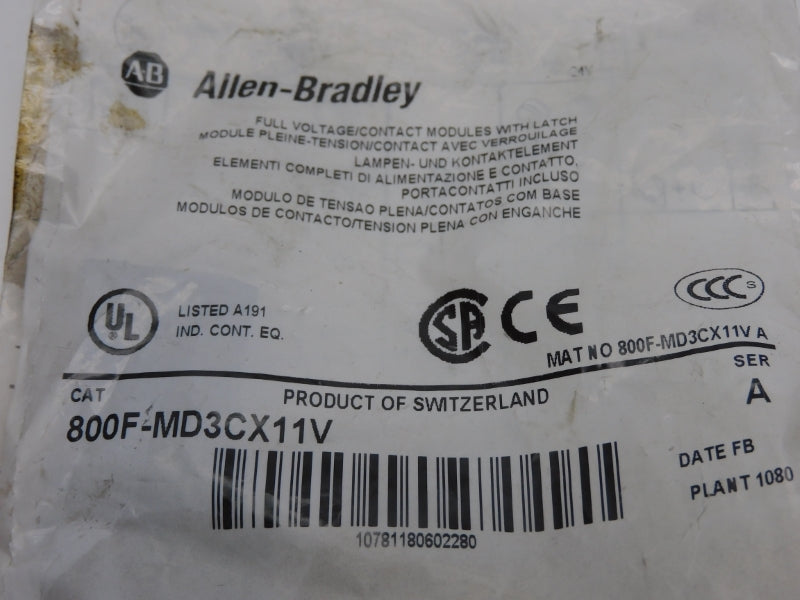 AB Allen-Bradley
24V
FULL VOLTAGE/CONTACT MODULES WITH LATCH
MODULE PLEINE-TENSION/CONTACT AVEC VERROUILAGE
LAMPEN- UND KONTAKTELEMENT
ELEMENTI COMPLETI DI ALIMENTAZIONE E CONTATTO,
PORTACONTATTI INCLUSO
MODULO DE TENSAO PLENA/CONTATOS COM BASE
MODULOS DE CONTACTO/TENSION PLENA CON ENGANCHE
UL
LISTED A191
IND. CONT. EQ.
SA CE
CCC S
MAT NO 800F-MD3CX11V A
CAT
PRODUCT OF SWITZERLAND
SER
A
800F-MD3CX11V
DATE FB
PLANT 1080
10781180602280